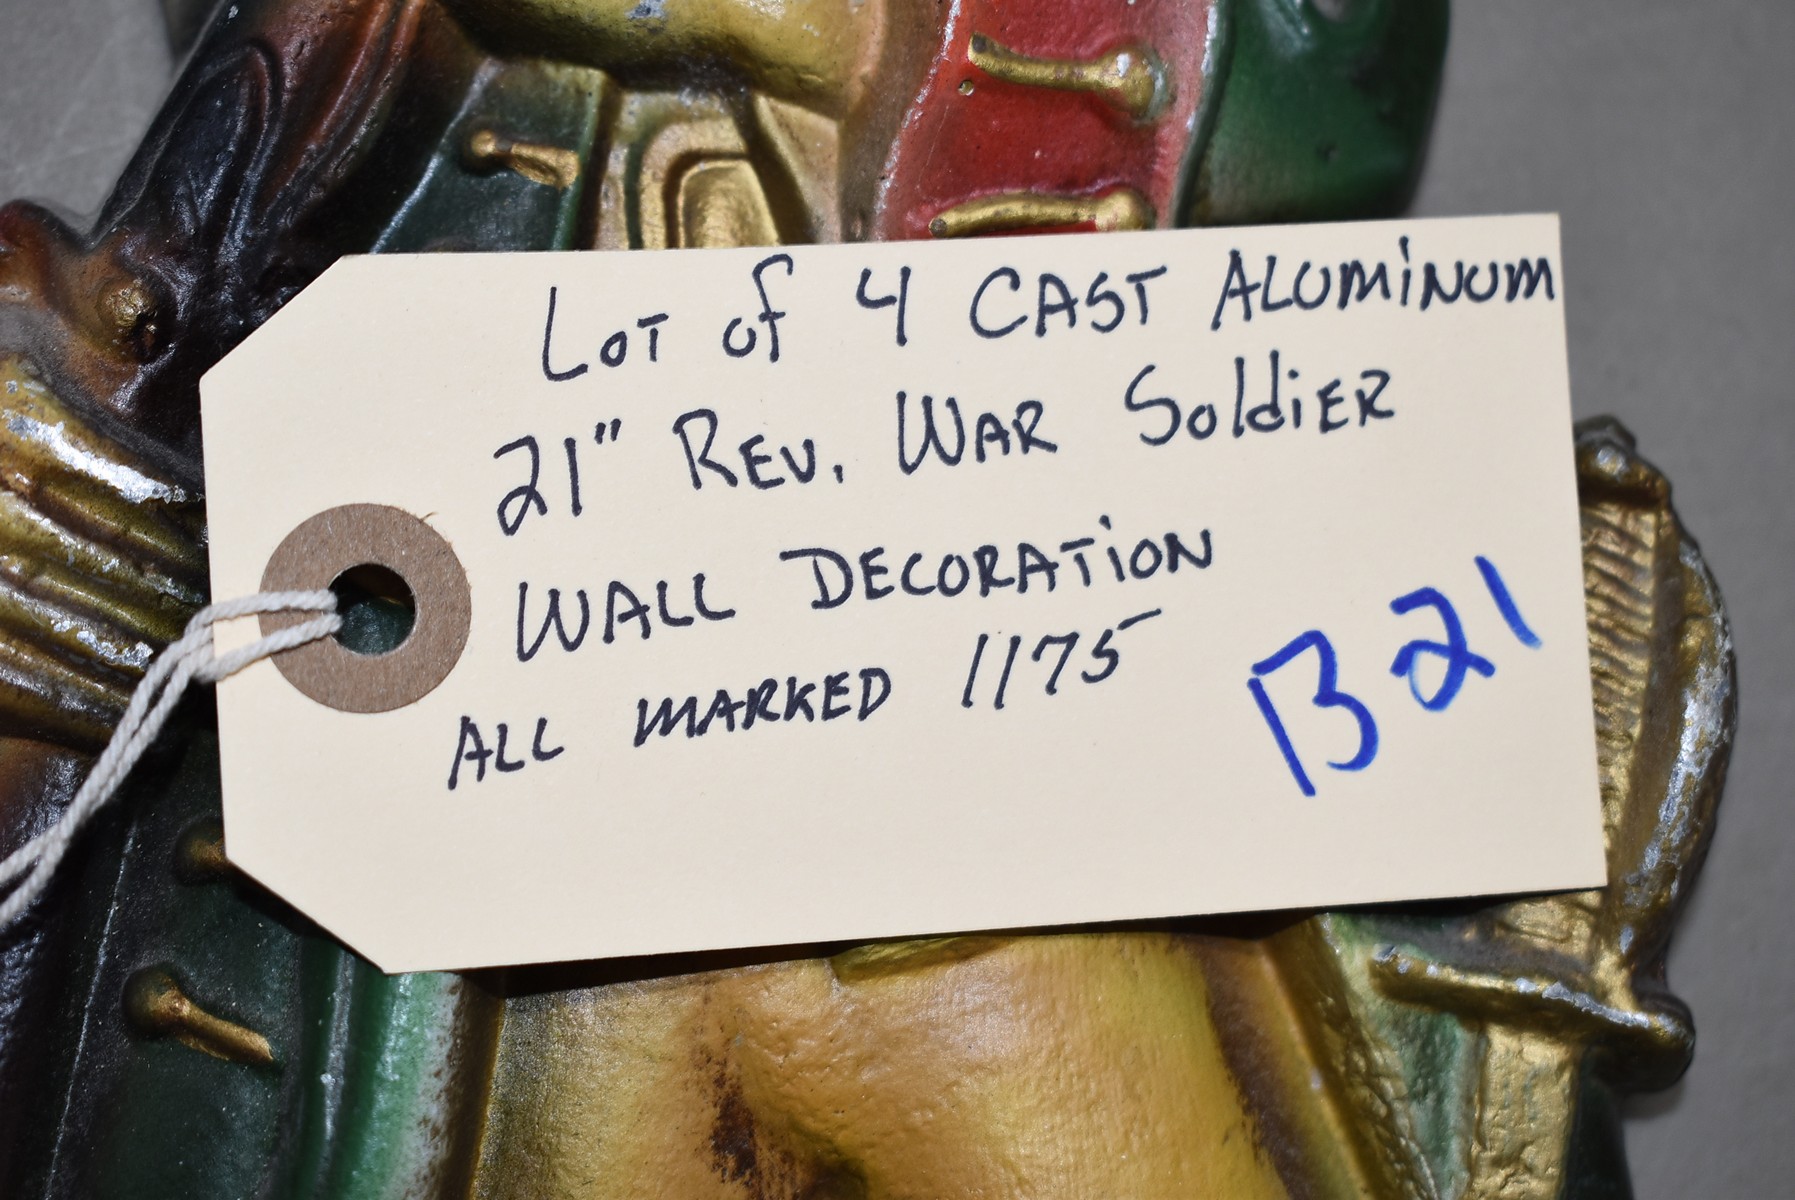 Lot of 4 CAST ALUMiNUM
21" REV. WAR SoldiER
WALL DECORATiON
ALL MARKED 1175
B21